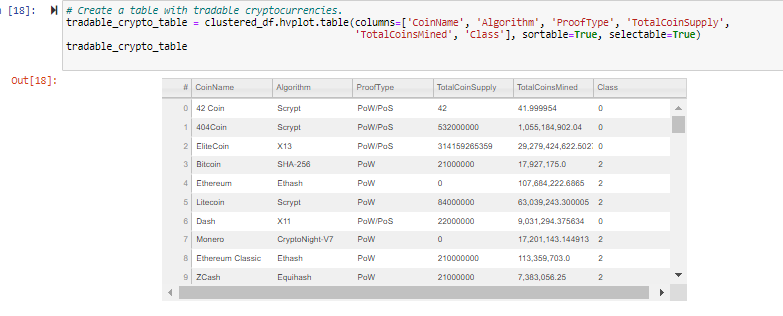 [18]: # Create a table with tradable cryptocurrencies.
tradable_crypto_table = clustered_df.hvplot.table(columns=['CoinName', 'Algorithm', 'ProofType', 'TotalCoinSupply',
'TotalCoinsMined', 'Class'], sortable=True, selectable=True)
tradable_crypto_table
Out[18]:
# CoinName Algorithm ProofType TotalCoinSupply TotalCoinsMined Class
0 42 Coin Scrypt PoW/PoS 42 41.999954 0
1 404Coin Scrypt PoW/PoS 532000000 1,055,184,902.04 0
2 EliteCoin X13 PoW/PoS 314159265359 29,279,424,622.502 0
3 Bitcoin SHA-256 PoW 21000000 17,927,175.0 2
4 Ethereum Ethash PoW 0 107,684,222.6865 2
5 Litecoin Scrypt PoW 84000000 63,039,243.300005 2
6 Dash X11 PoW/PoS 22000000 9,031,294.375634 0
7 Monero CryptoNight-V7 PoW 0 17,201,143.144913 2
8 Ethereum Classic Ethash PoW 210000000 113,359,703.0 2
9 ZCash Equihash PoW 21000000 7,383,056.25 2